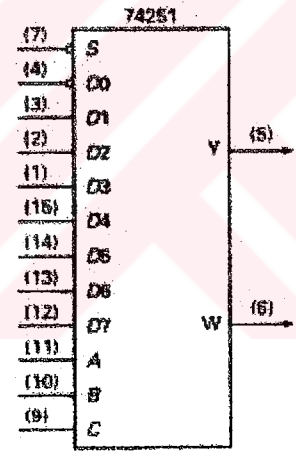 74251
(7) S
(4) D0
(3) D1
(2) D2
Y (5)
(1) D3
(15) D4
(14) D5
(13) D6
W (6)
(12) D7
(11) A
(10) B
(9) C